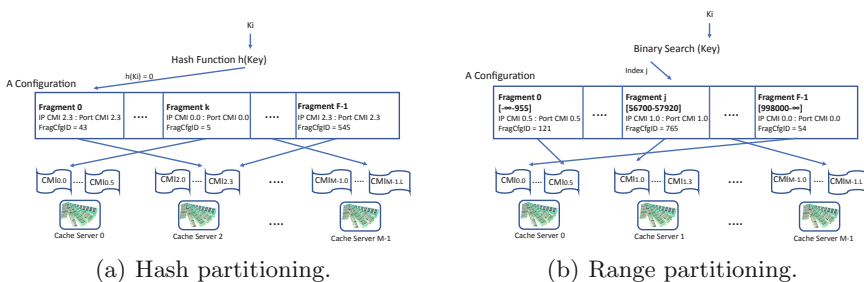 Ki
Hash Function h(Key)
h(Ki) = 0
A Configuration
Fragment 0
IP CMI 2.3 : Port CMI 2.3
FragCfgID = 43
....
Fragment k
IP CMI 0.0 : Port CMI 0.0
FragCfgID = 5
....
Fragment F-1
IP CMI 2.3 : Port CMI 2.3
FragCfgID = 545
CMI0.0 .... CMI0.5
CMI2.0 .... CMI2.3
....
CMIM-1.0 .... CMIM-1.L
Cache Server 0
Cache Server 2
....
Cache Server M-1
(a) Hash partitioning.
Ki
Binary Search (Key)
Index j
A Configuration
Fragment 0
[-∞-955]
IP CMI 0.5 : Port CMI 0.5
FragCfgID = 121
....
Fragment j
[56700-57920]
IP CMI 1.0 : Port CMI 1.0
FragCfgID = 765
....
Fragment F-1
[998000-∞]
IP CMI 0.0 : Port CMI 0.0
FragCfgID = 54
CMI0.0 .... CMI0.5
CMI1.0 .... CMI1.3
....
CMIM-1.0 .... CMIM-1.L
Cache Server 0
Cache Server 1
....
Cache Server M-1
(b) Range partitioning.